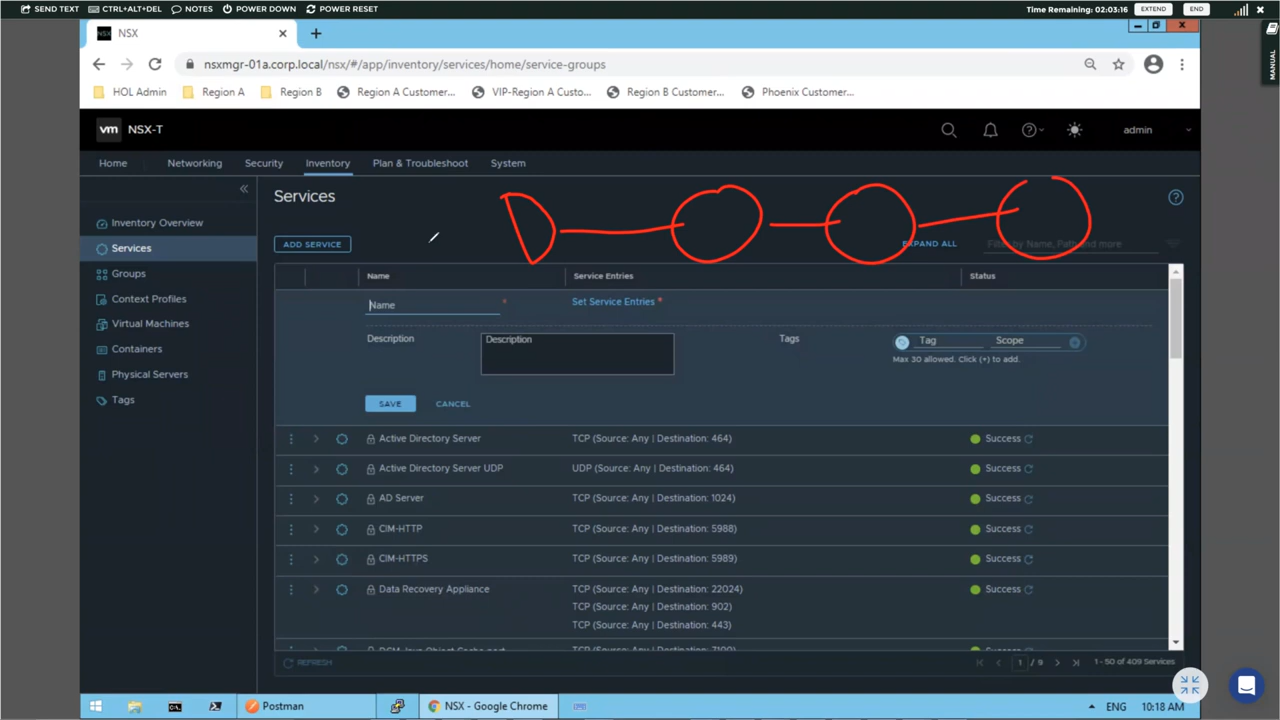 SEND TEXT CTRL+ALT+DEL NOTES POWER DOWN POWER RESET Time Remaining: 02:03:16 EXTEND END
MANUAL
NSX NSX
nsxmgr-01a.corp.local/nsx/#/app/inventory/services/home/service-groups
HOL Admin Region A Region B Region A Customer... VIP-Region A Custo... Region B Customer... Phoenix Customer...
vm NSX-T admin
Home Networking Security Inventory Plan & Troubleshoot System
Services
Inventory Overview
Services
Groups
Context Profiles
Virtual Machines
Containers
Physical Servers
Tags
ADD SERVICE EXPAND ALL Filter by Name, Path and more
Name Service Entries Status
Name * Set Service Entries *
Description Description Tags Tag Scope
Max 30 allowed. Click (+) to add.
SAVE CANCEL
Active Directory Server TCP (Source: Any | Destination: 464) Success
Active Directory Server UDP UDP (Source: Any | Destination: 464) Success
AD Server TCP (Source: Any | Destination: 1024) Success
CIM-HTTP TCP (Source: Any | Destination: 5988) Success
CIM-HTTPS TCP (Source: Any | Destination: 5989) Success
Data Recovery Appliance TCP (Source: Any | Destination: 22024) Success
TCP (Source: Any | Destination: 902)
TCP (Source: Any | Destination: 443)
REFRESH 1 / 9 1 - 50 of 409 Services
Postman NSX - Google Chrome ENG 10:18 AM